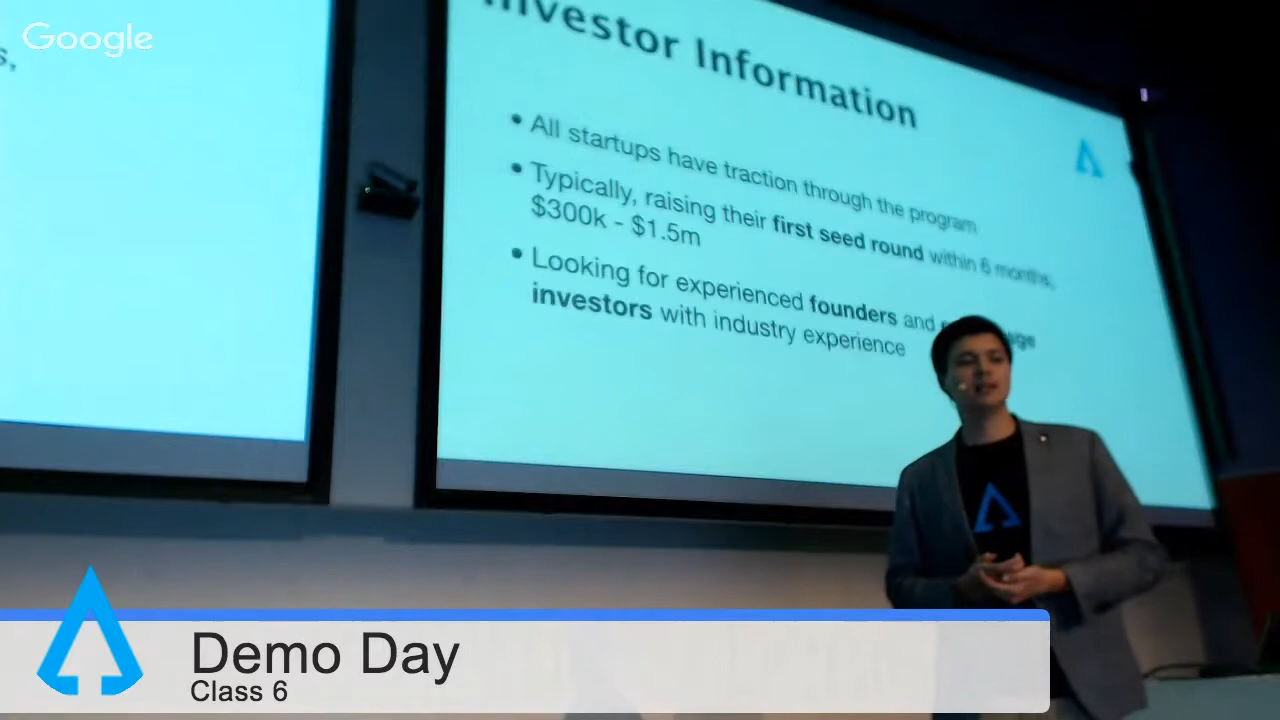 Google
s,
Investor Information
• All startups have traction through the program
• Typically, raising their first seed round within 6 months,
$300k - $1.5m
• Looking for experienced founders and
investors with industry experience
Demo Day
Class 6